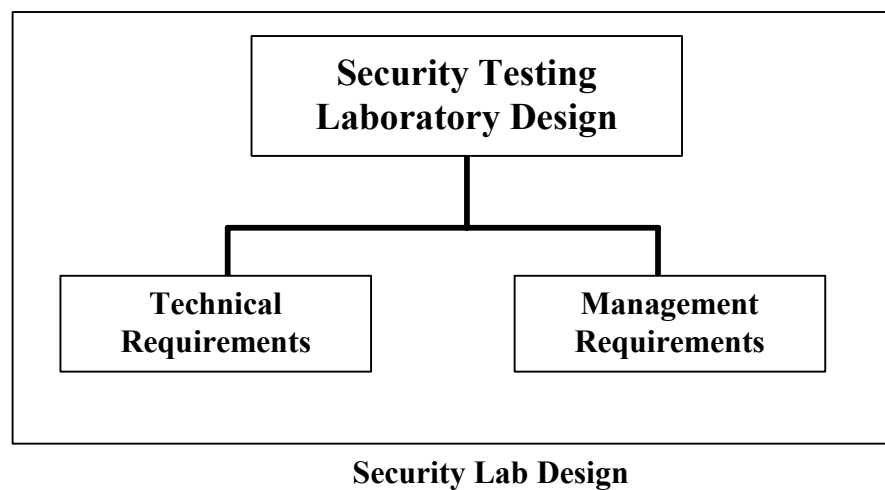 Security Testing
Laboratory Design
Technical
Requirements
Management
Requirements
Security Lab Design